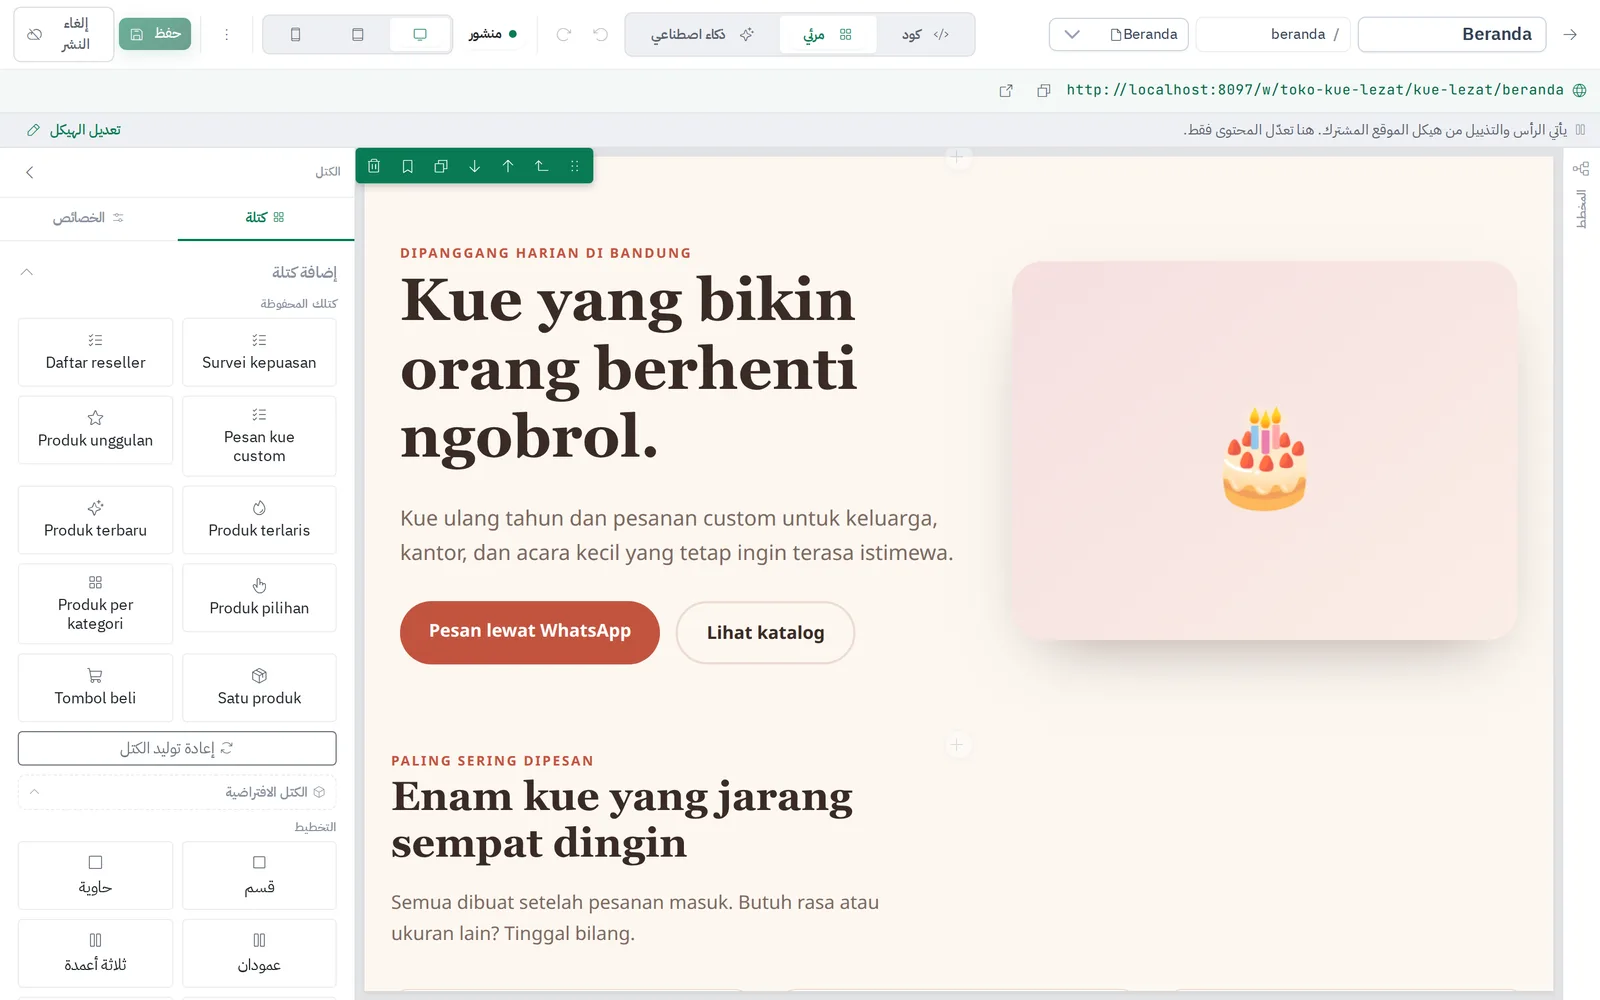 Beranda
/ beranda
Beranda
كود
مرئي
ذكاء اصطناعي
منشور
حفظ
إلغاء
النشر
http://localhost:8097/w/toko-kue-lezat/kue-lezat/beranda
يأتي الرأس والتذييل من هيكل الموقع المشترك. هنا تعدّل المحتوى فقط.
تعديل الهيكل
المخطط
الكتل
كتلة
الخصائص
إضافة كتلة
كتلك المحفوظة
Survei kepuasan
Daftar reseller
Pesan kue
custom
Produk unggulan
Produk terlaris
Produk terbaru
Produk pilihan
Produk per
kategori
Satu produk
Tombol beli
إعادة توليد الكتل
الكتل الافتراضية
التخطيط
قسم
حاوية
عمودان
ثلاثة أعمدة
DIPANGGANG HARIAN DI BANDUNG
Kue yang bikin
orang berhenti
ngobrol.
Kue ulang tahun dan pesanan custom untuk keluarga,
kantor, dan acara kecil yang tetap ingin terasa istimewa.
Pesan lewat WhatsApp
Lihat katalog
PALING SERING DIPESAN
Enam kue yang jarang
sempat dingin
Semua dibuat setelah pesanan masuk. Butuh rasa atau
ukuran lain? Tinggal bilang.